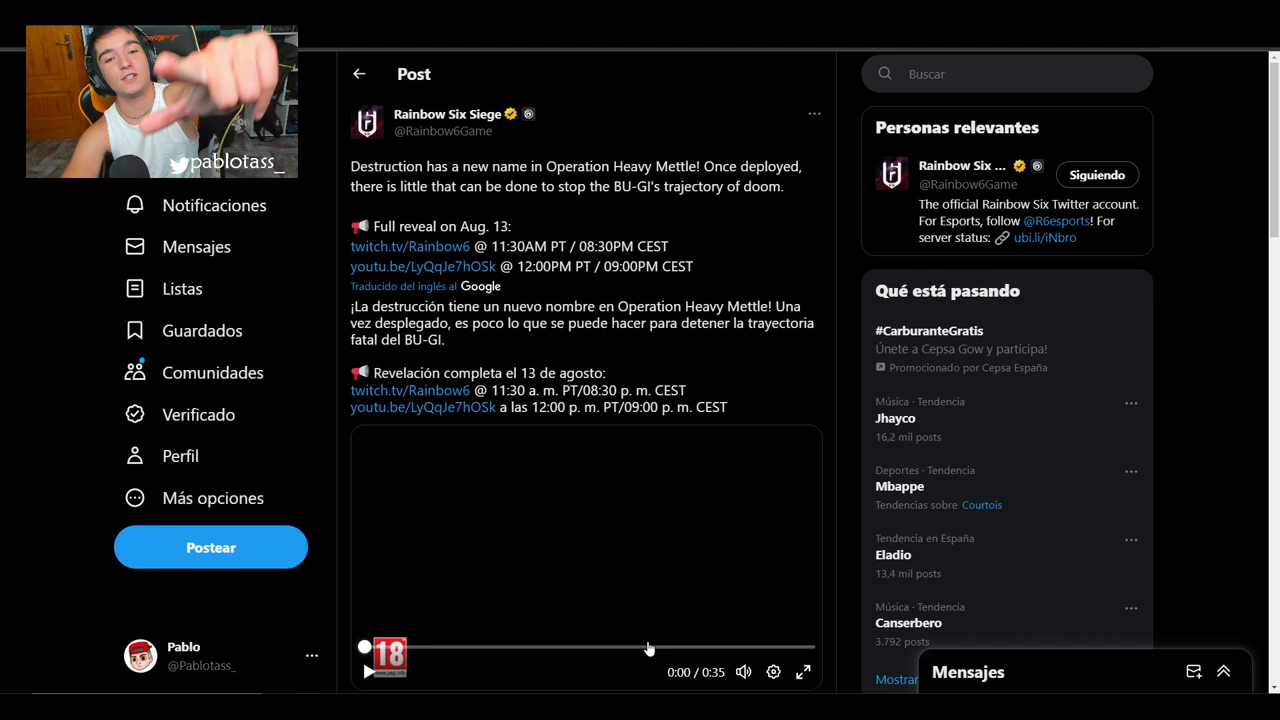 pablotass_
Notificaciones
Mensajes
Listas
Guardados
Comunidades
Verificado
Perfil
Más opciones
Postear
Pablo
@Pablotass_
Post
Rainbow Six Siege
@Rainbow6Game
Destruction has a new name in Operation Heavy Mettle! Once deployed,
there is little that can be done to stop the BU-GI's trajectory of doom.
📢 Full reveal on Aug. 13:
twitch.tv/Rainbow6 @ 11:30AM PT / 08:30PM CEST
youtu.be/LyQqJe7hOSk @ 12:00PM PT / 09:00PM CEST
Traducido del inglés al Google
¡La destrucción tiene un nuevo nombre en Operation Heavy Mettle! Una
vez desplegado, es poco lo que se puede hacer para detener la trayectoria
fatal del BU-GI.
📢 Revelación completa el 13 de agosto:
twitch.tv/Rainbow6 @ 11:30 a. m. PT/08:30 p. m. CEST
youtu.be/LyQqJe7hOSk a las 12:00 p. m. PT/09:00 p. m. CEST
18
www.pegi.info
0:00 / 0:35
Buscar
Personas relevantes
Rainbow Six ...
@Rainbow6Game
Siguiendo
The official Rainbow Six Twitter account.
For Esports, follow @R6esports! For
server status: 🔗 ubi.li/iNbro
Qué está pasando
#CarburanteGratis
Únete a Cepsa Gow y participa!
Promocionado por Cepsa España
Música · Tendencia
Jhayco
16,2 mil posts
Deportes · Tendencia
Mbappe
Tendencias sobre Courtois
Tendencia en España
Eladio
13,4 mil posts
Música · Tendencia
Canserbero
3.792 posts
Mostrar
Mensajes